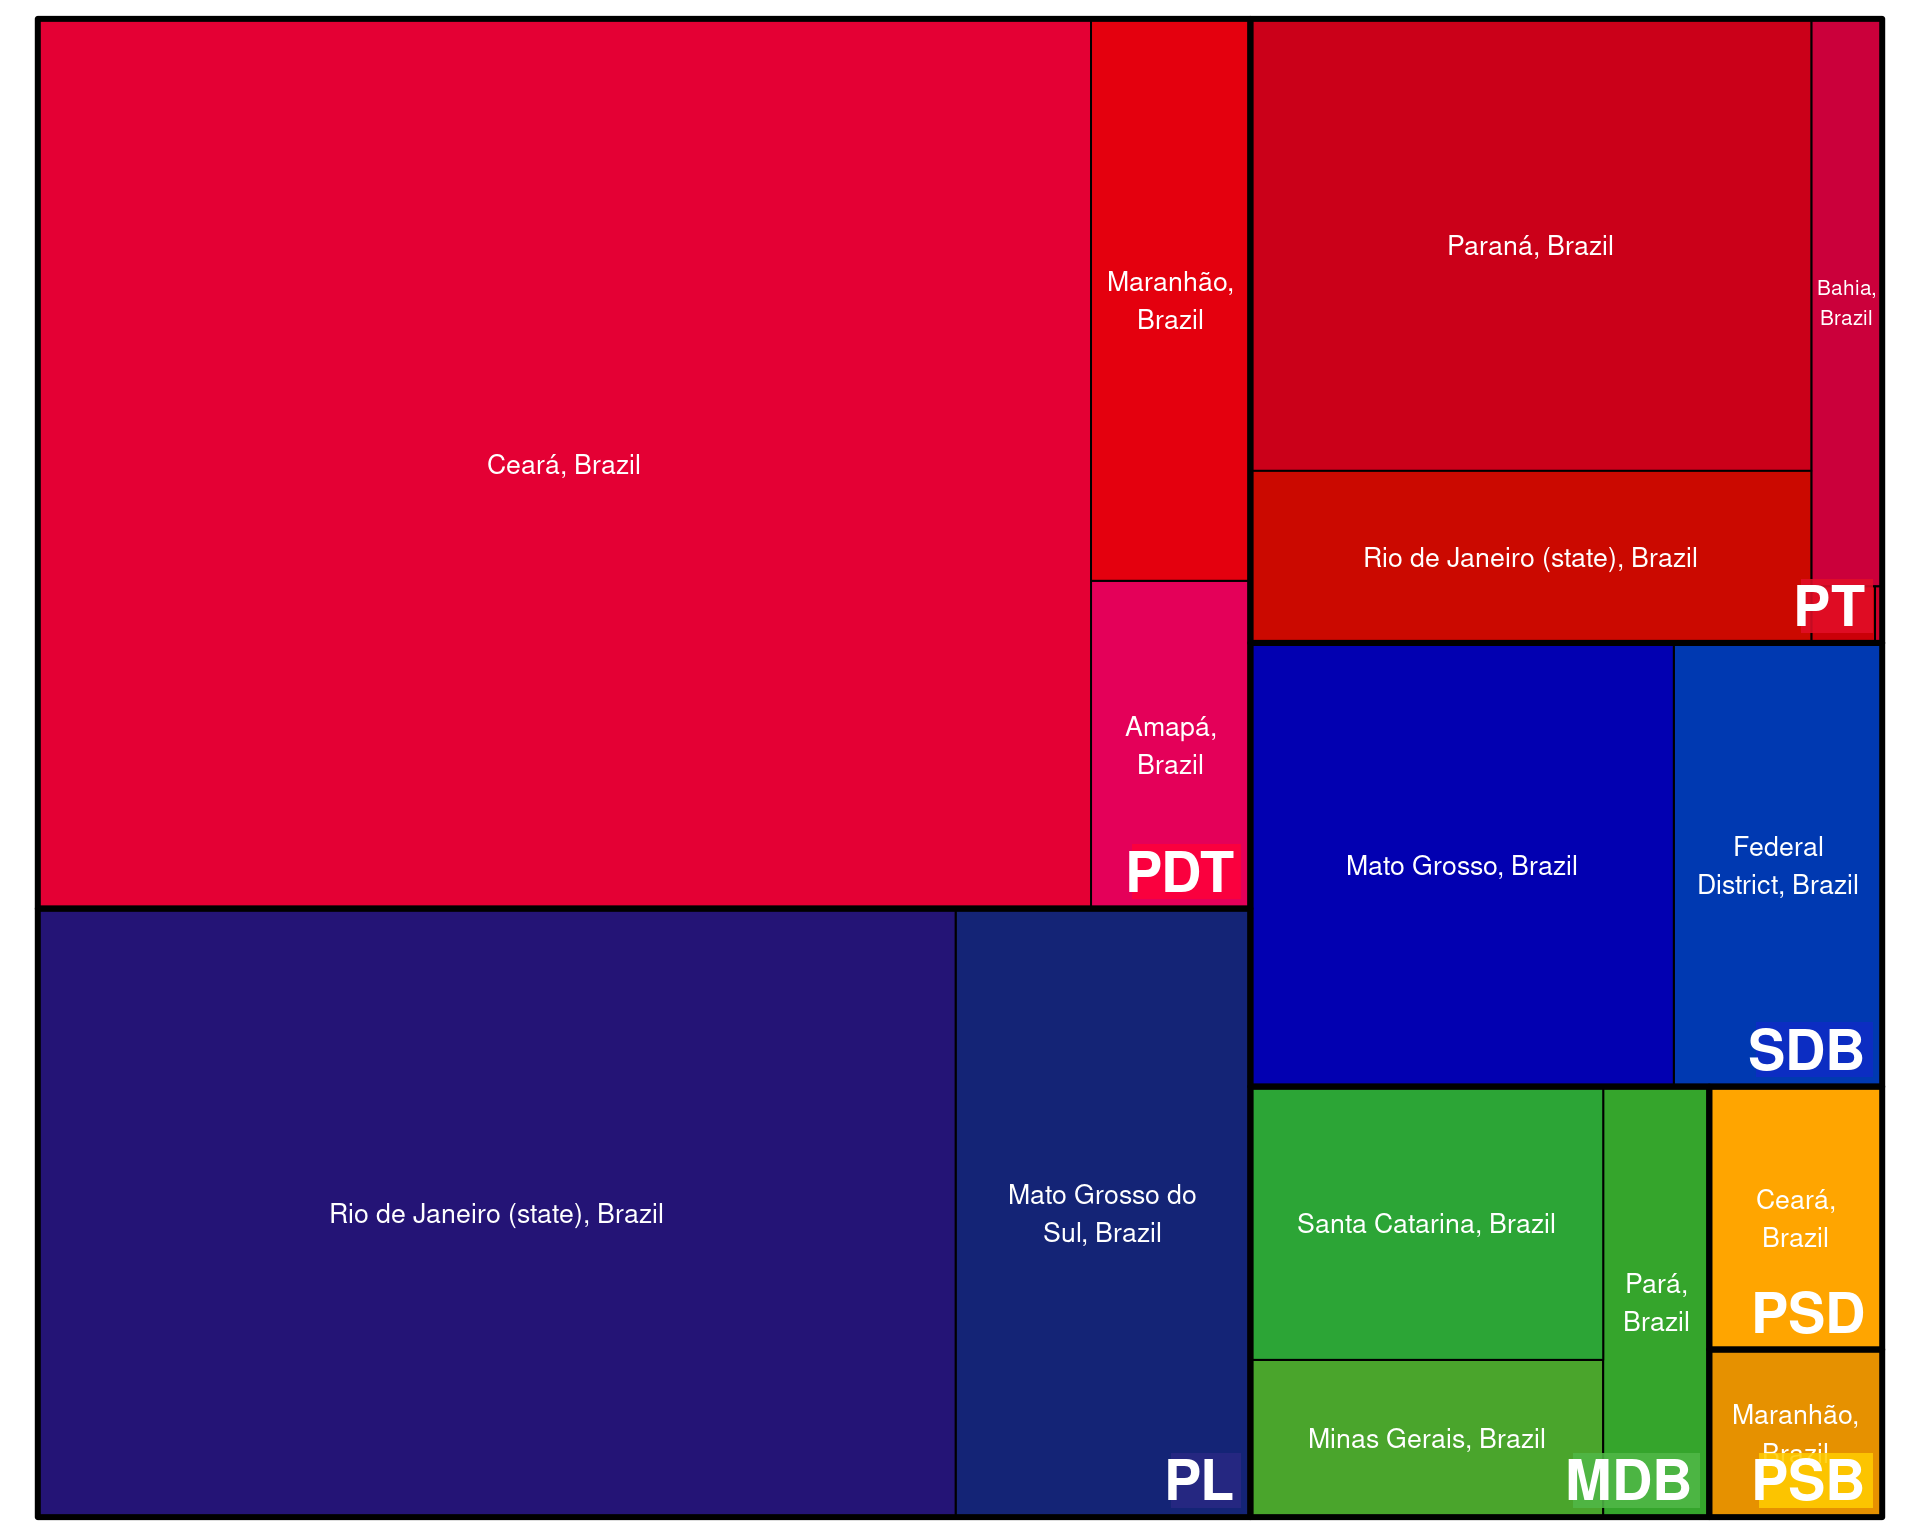 Ceará, Brazil
Maranhão,
Brazil
Amapá,
Brazil
PDT
Paraná, Brazil
Bahia,
Brazil
Rio de Janeiro (state), Brazil
PT
Mato Grosso, Brazil
Federal
District, Brazil
SDB
Rio de Janeiro (state), Brazil
Mato Grosso do
Sul, Brazil
PL
Santa Catarina, Brazil
Pará,
Brazil
Minas Gerais, Brazil
MDB
Ceará,
Brazil
PSD
Maranhão,
Brazil
PSB